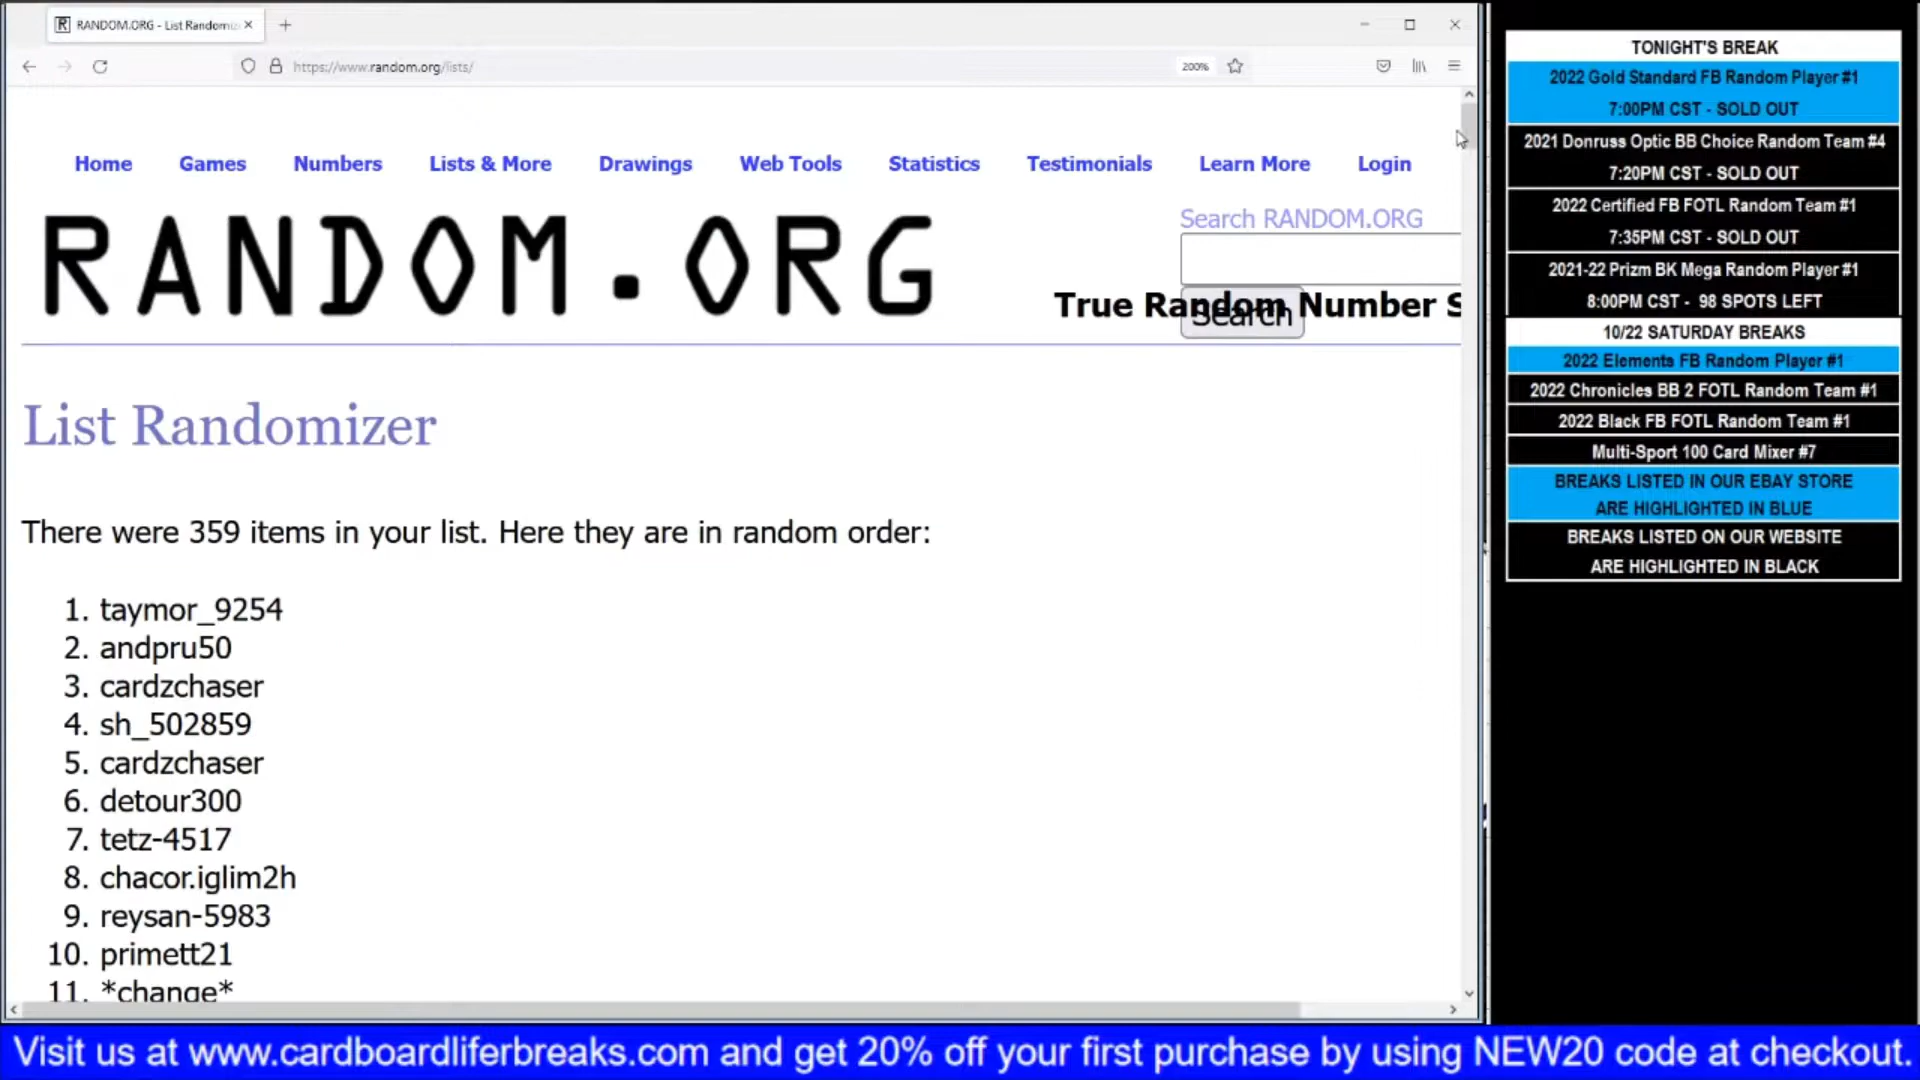 RANDOM.ORG - List Randomiz
https://www.random.org/lists/
200%
Home Games Numbers Lists & More Drawings Web Tools Statistics Testimonials Learn More Login
RANDOM.ORG
Search RANDOM.ORG
True Random Number S
Search
List Randomizer
There were 359 items in your list. Here they are in random order:
1. taymor_9254
2. andpru50
3. cardzchaser
4. sh_502859
5. cardzchaser
6. detour300
7. tetz-4517
8. chacor.iglim2h
9. reysan-5983
10. primett21
11. *change*
TONIGHT'S BREAK
2022 Gold Standard FB Random Player #1
7:00PM CST - SOLD OUT
2021 Donruss Optic BB Choice Random Team #4
7:20PM CST - SOLD OUT
2022 Certified FB FOTL Random Team #1
7:35PM CST - SOLD OUT
2021-22 Prizm BK Mega Random Player #1
8:00PM CST - 98 SPOTS LEFT
10/22 SATURDAY BREAKS
2022 Elements FB Random Player #1
2022 Chronicles BB 2 FOTL Random Team #1
2022 Black FB FOTL Random Team #1
Multi-Sport 100 Card Mixer #7
BREAKS LISTED IN OUR EBAY STORE
ARE HIGHLIGHTED IN BLUE
BREAKS LISTED ON OUR WEBSITE
ARE HIGHLIGHTED IN BLACK
Visit us at www.cardboardliferbreaks.com and get 20% off your first purchase by using NEW20 code at checkout.